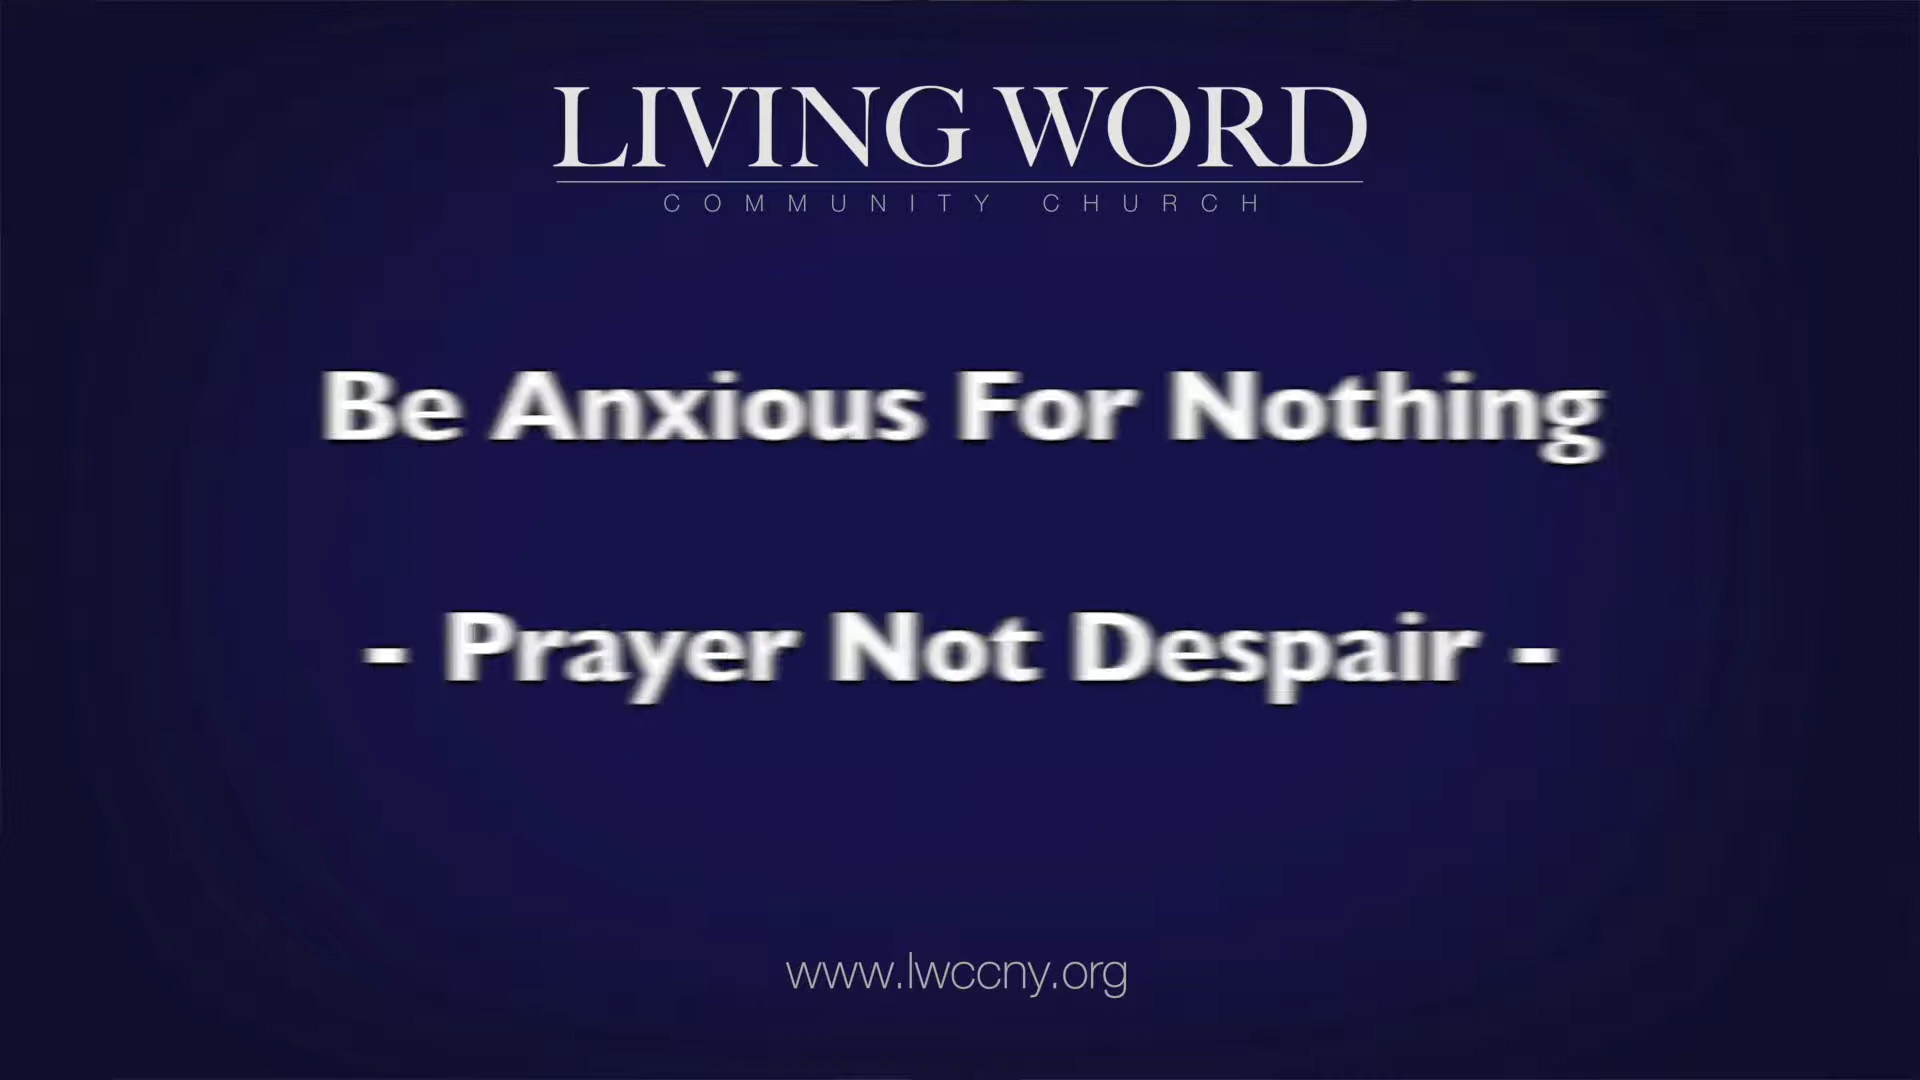 LIVING WORD
COMMUNITY CHURCH
Be Anxious For Nothing
- Prayer Not Despair -
www.lwccny.org